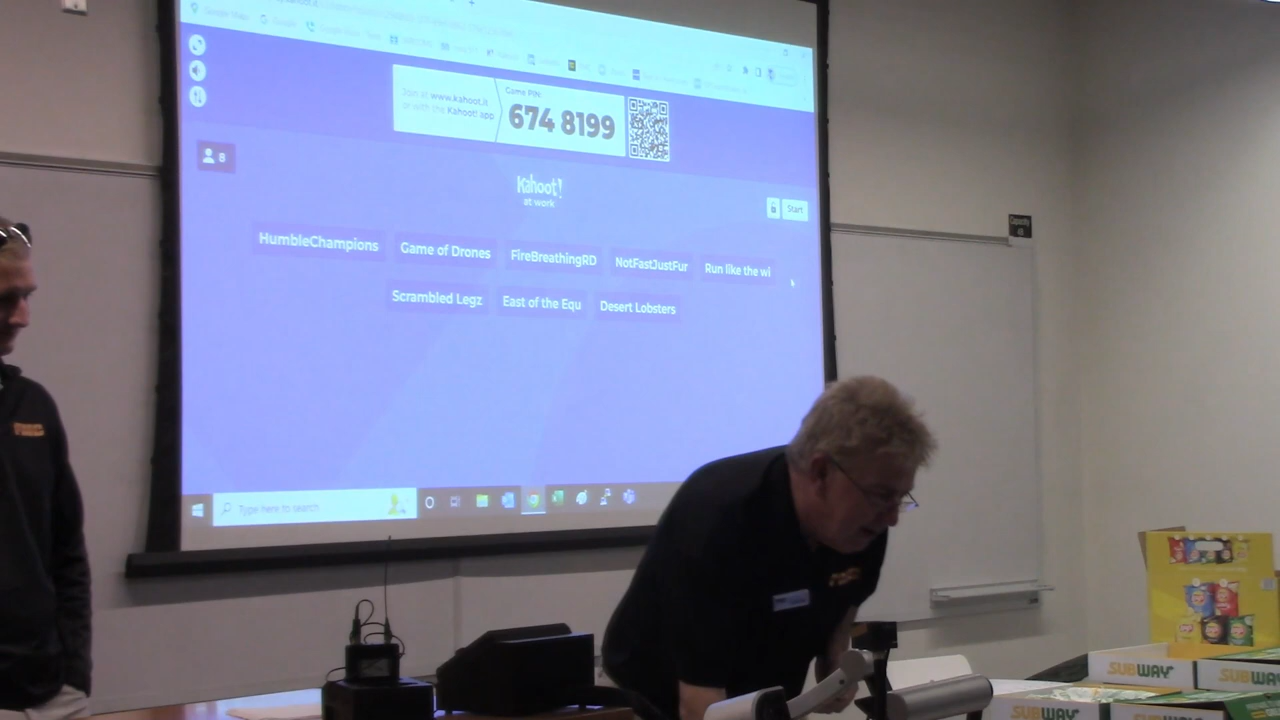 Join at www.kahoot.it
or with the Kahoot! app
Game PIN:
674 8199
8
Kahoot!
at work
Start
HumbleChampions
Game of Drones
FireBreathingRD
NotFastJustFur
Run like the wi
Scrambled Legz
East of the Equ
Desert Lobsters
Type here to search
Capacity
SUBWAY
SUBWAY
SUBWAY